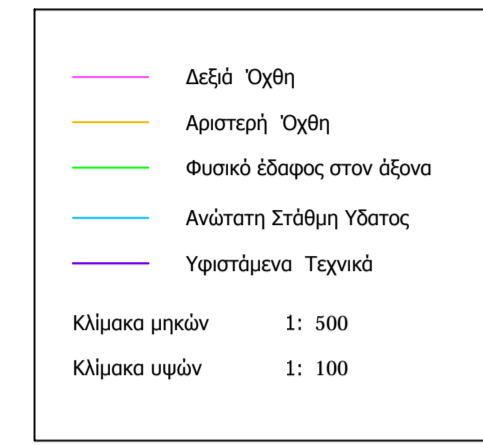 Δεξιά Όχθη
Αριστερή Όχθη
Φυσικό έδαφος στον άξονα
Ανώτατη Στάθμη Υδατος
Υφιστάμενα Τεχνικά
Κλίμακα μηκών 1: 500
Κλίμακα υψών 1: 100